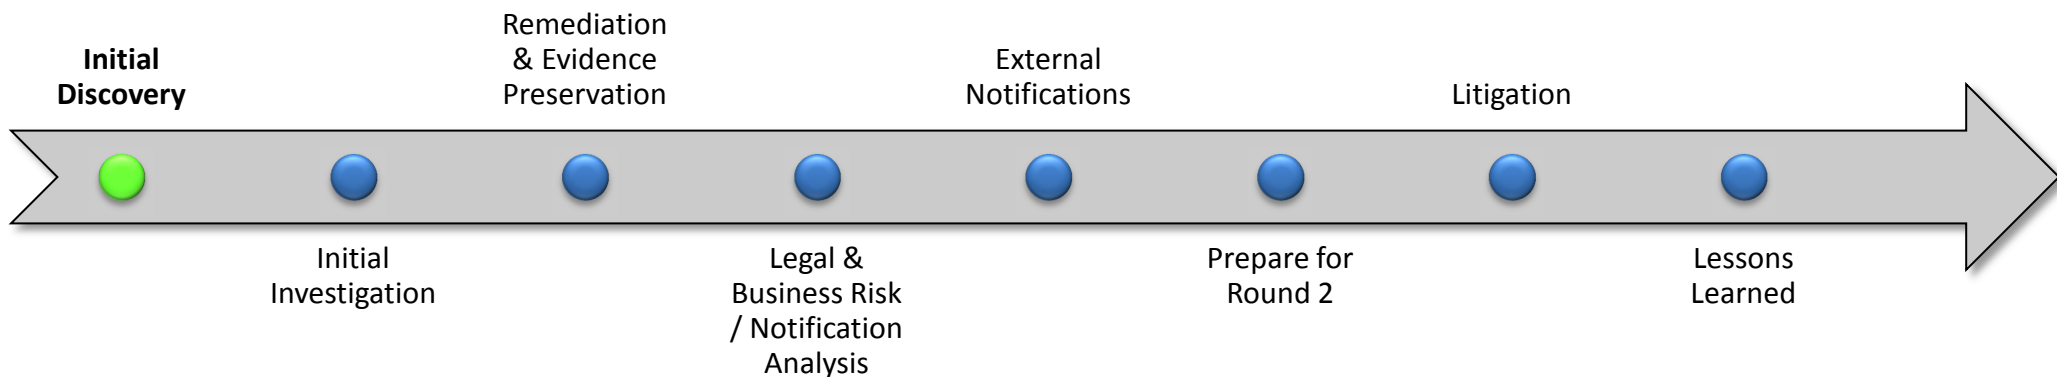 Initial
Discovery
Initial
Investigation
Remediation
& Evidence
Preservation
Legal &
Business Risk
/ Notification
Analysis
External
Notifications
Prepare for
Round 2
Litigation
Lessons
Learned